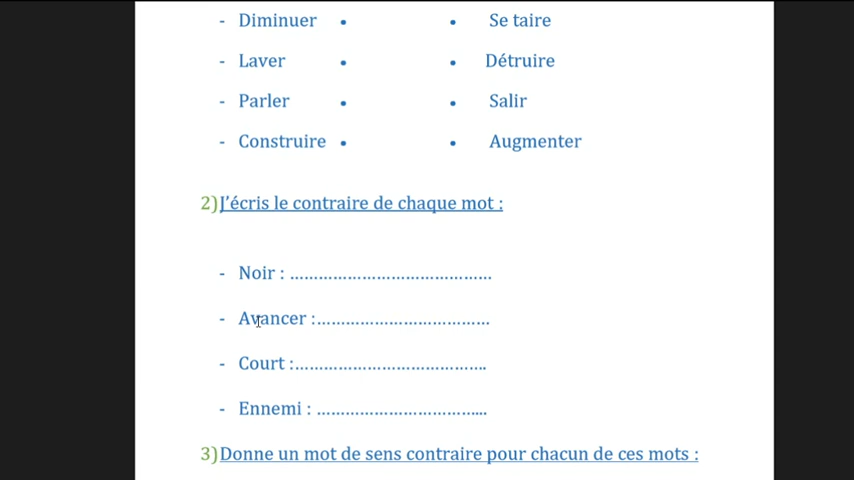 - Diminuer • • Se taire
- Laver • • Détruire
- Parler • • Salir
- Construire • • Augmenter
2) J'écris le contraire de chaque mot :
- Noir : ……………………………………
- Avancer :………………………………
- Court :………………………………….
- Ennemi : ……………………………....
3) Donne un mot de sens contraire pour chacun de ces mots :